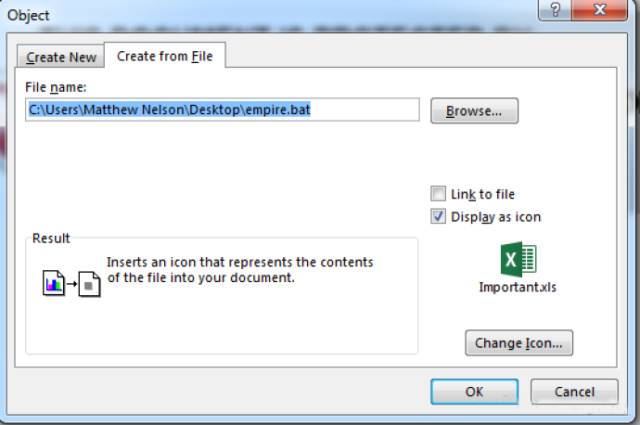 Object
?
X
Create New
Create from File
File name:
C:\Users\Matthew Nelson\Desktop\empire.bat
Browse...
Link to file
Display as icon
Result
Inserts an icon that represents the contents
of the file into your document.
X
Important.xls
Change Icon...
OK
Cancel